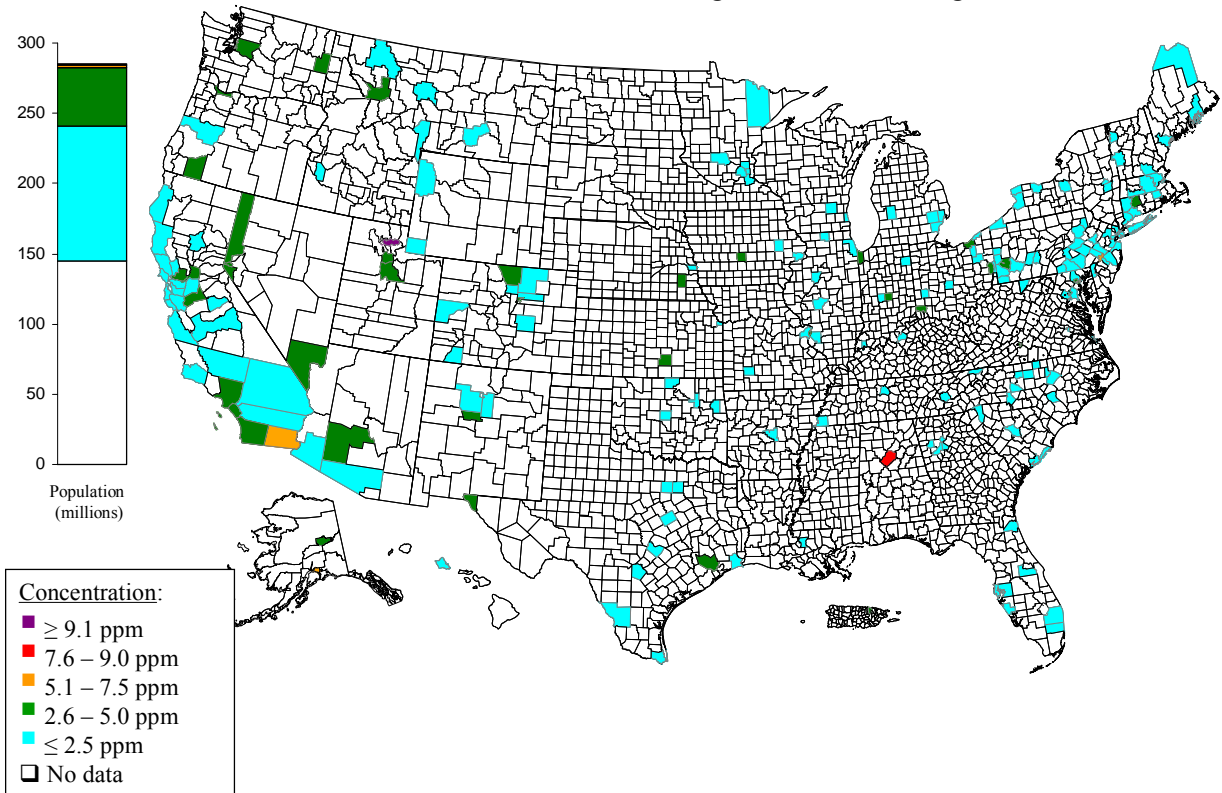 300
250
200
150
100
50
0
Population
(millions)
Concentration:
≥ 9.1 ppm
7.6 – 9.0 ppm
5.1 – 7.5 ppm
2.6 – 5.0 ppm
≤ 2.5 ppm
No data